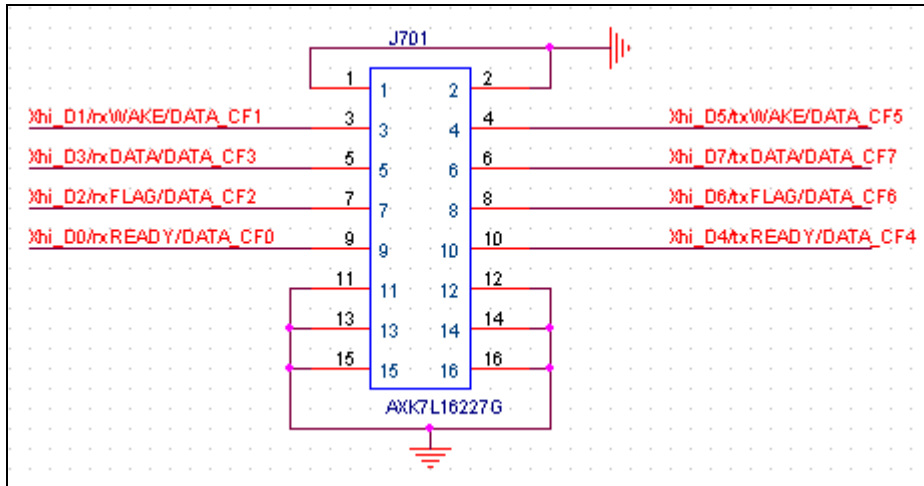 J701
1 1 2 2
Xhi_D1/rxWAKE/DATA_CF1 3 3 4 4 Xhi_D5/txWAKE/DATA_CF5
Xhi_D3/rxDATA/DATA_CF3 5 5 6 6 Xhi_D7/txDATA/DATA_CF7
Xhi_D2/rxFLAG/DATA_CF2 7 7 8 8 Xhi_D6/txFLAG/DATA_CF6
Xhi_D0/rxREADY/DATA_CF0 9 9 10 10 Xhi_D4/txREADY/DATA_CF4
11 11 12 12
13 13 14 14
15 15 16 16
AXK7L16227G